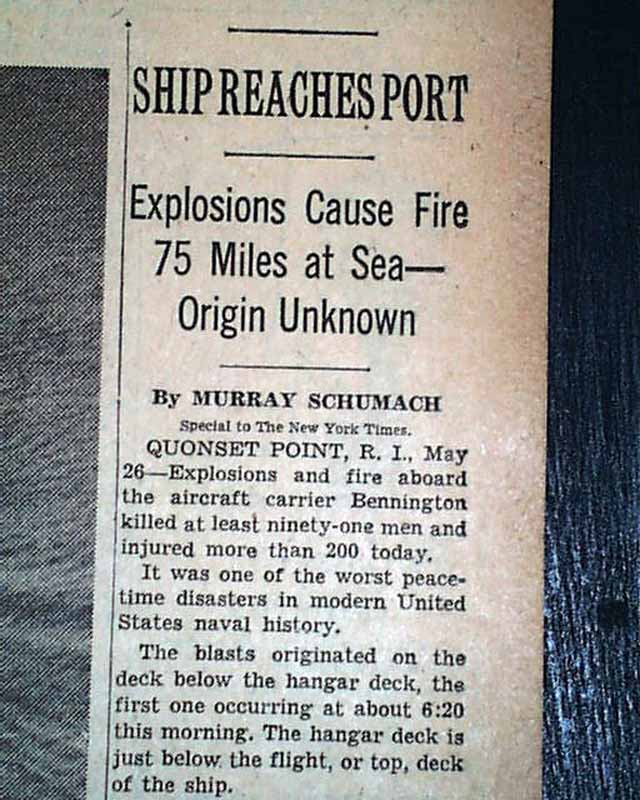 SHIP REACHES PORT
Explosions Cause Fire
75 Miles at Sea—
Origin Unknown
By MURRAY SCHUMACH
Special to The New York Times.
QUONSET POINT, R. I., May
26—Explosions and fire aboard
the aircraft carrier Bennington
killed at least ninety-one men and
injured more than 200 today.
It was one of the worst peace-
time disasters in modern United
States naval history.
The blasts originated on the
deck below the hangar deck, the
first one occurring at about 6:20
this morning. The hangar deck is
just below the flight, or top, deck
of the ship.